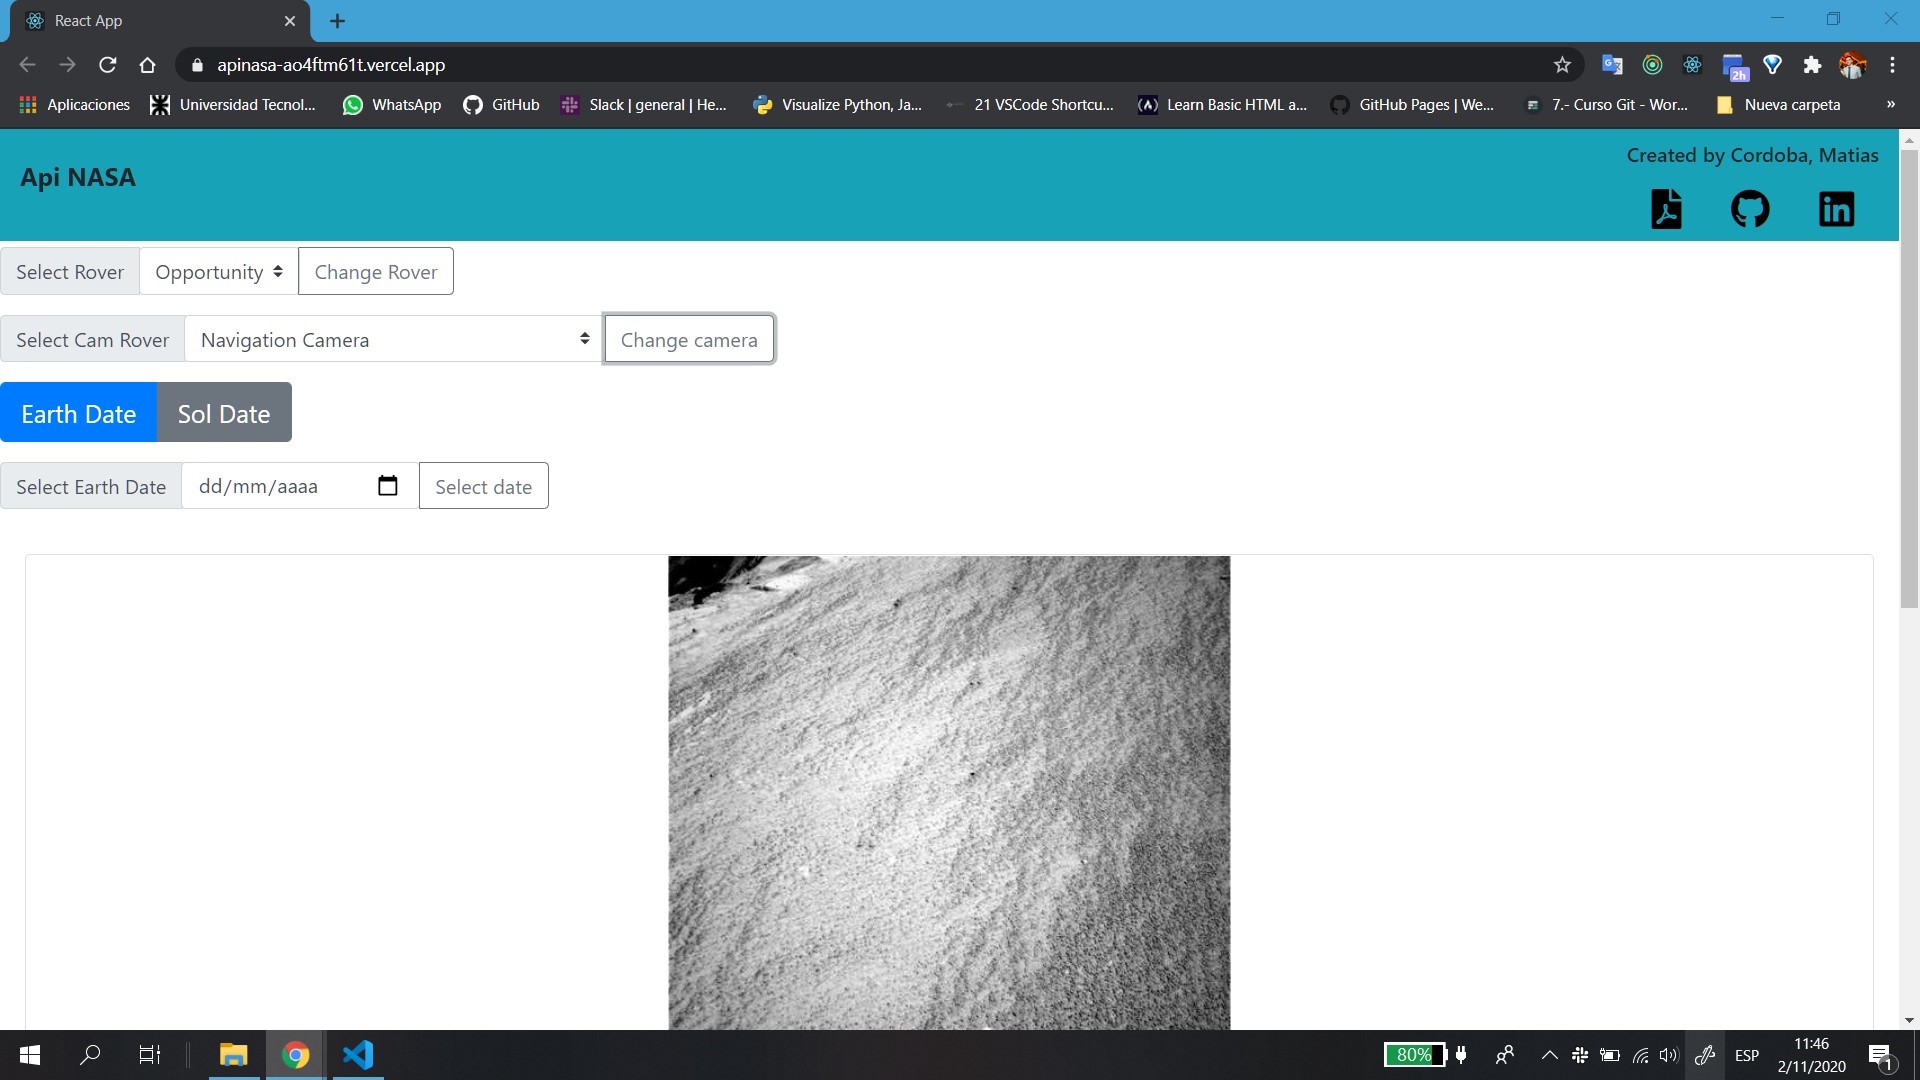 React App
apinasa-ao4ftm61t.vercel.app
2h
Aplicaciones Universidad Tecnol... WhatsApp GitHub Slack | general | He... Visualize Python, Ja... 21 VSCode Shortcu... Learn Basic HTML a... GitHub Pages | We... 7.- Curso Git - Wor... Nueva carpeta »
Api NASA
Created by Cordoba, Matias
Select Rover Opportunity Change Rover
Select Cam Rover Navigation Camera Change camera
Earth Date Sol Date
Select Earth Date dd/mm/aaaa Select date
80% ESP 11:46
2/11/2020 1